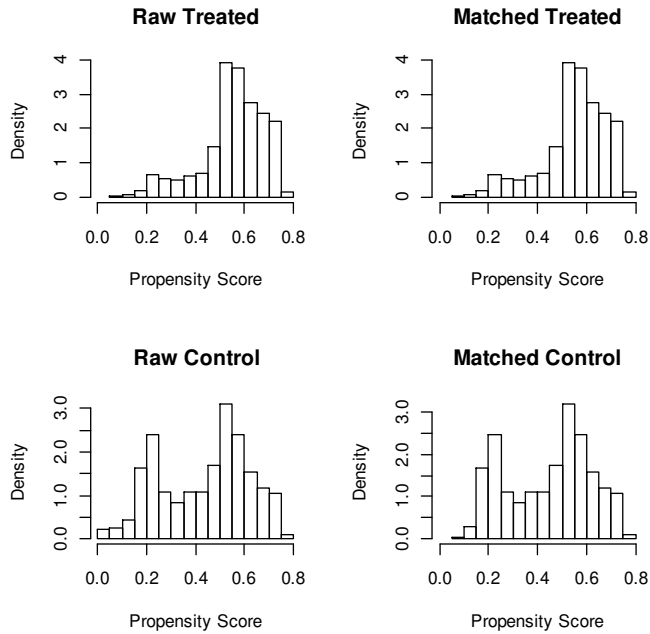 Raw Treated
Density
0 1 2 3 4
0.0 0.2 0.4 0.6 0.8
Propensity Score
Matched Treated
Density
0 1 2 3 4
0.0 0.2 0.4 0.6 0.8
Propensity Score
Raw Control
Density
0.0 1.0 2.0 3.0
0.0 0.2 0.4 0.6 0.8
Propensity Score
Matched Control
Density
0.0 1.0 2.0 3.0
0.0 0.2 0.4 0.6 0.8
Propensity Score